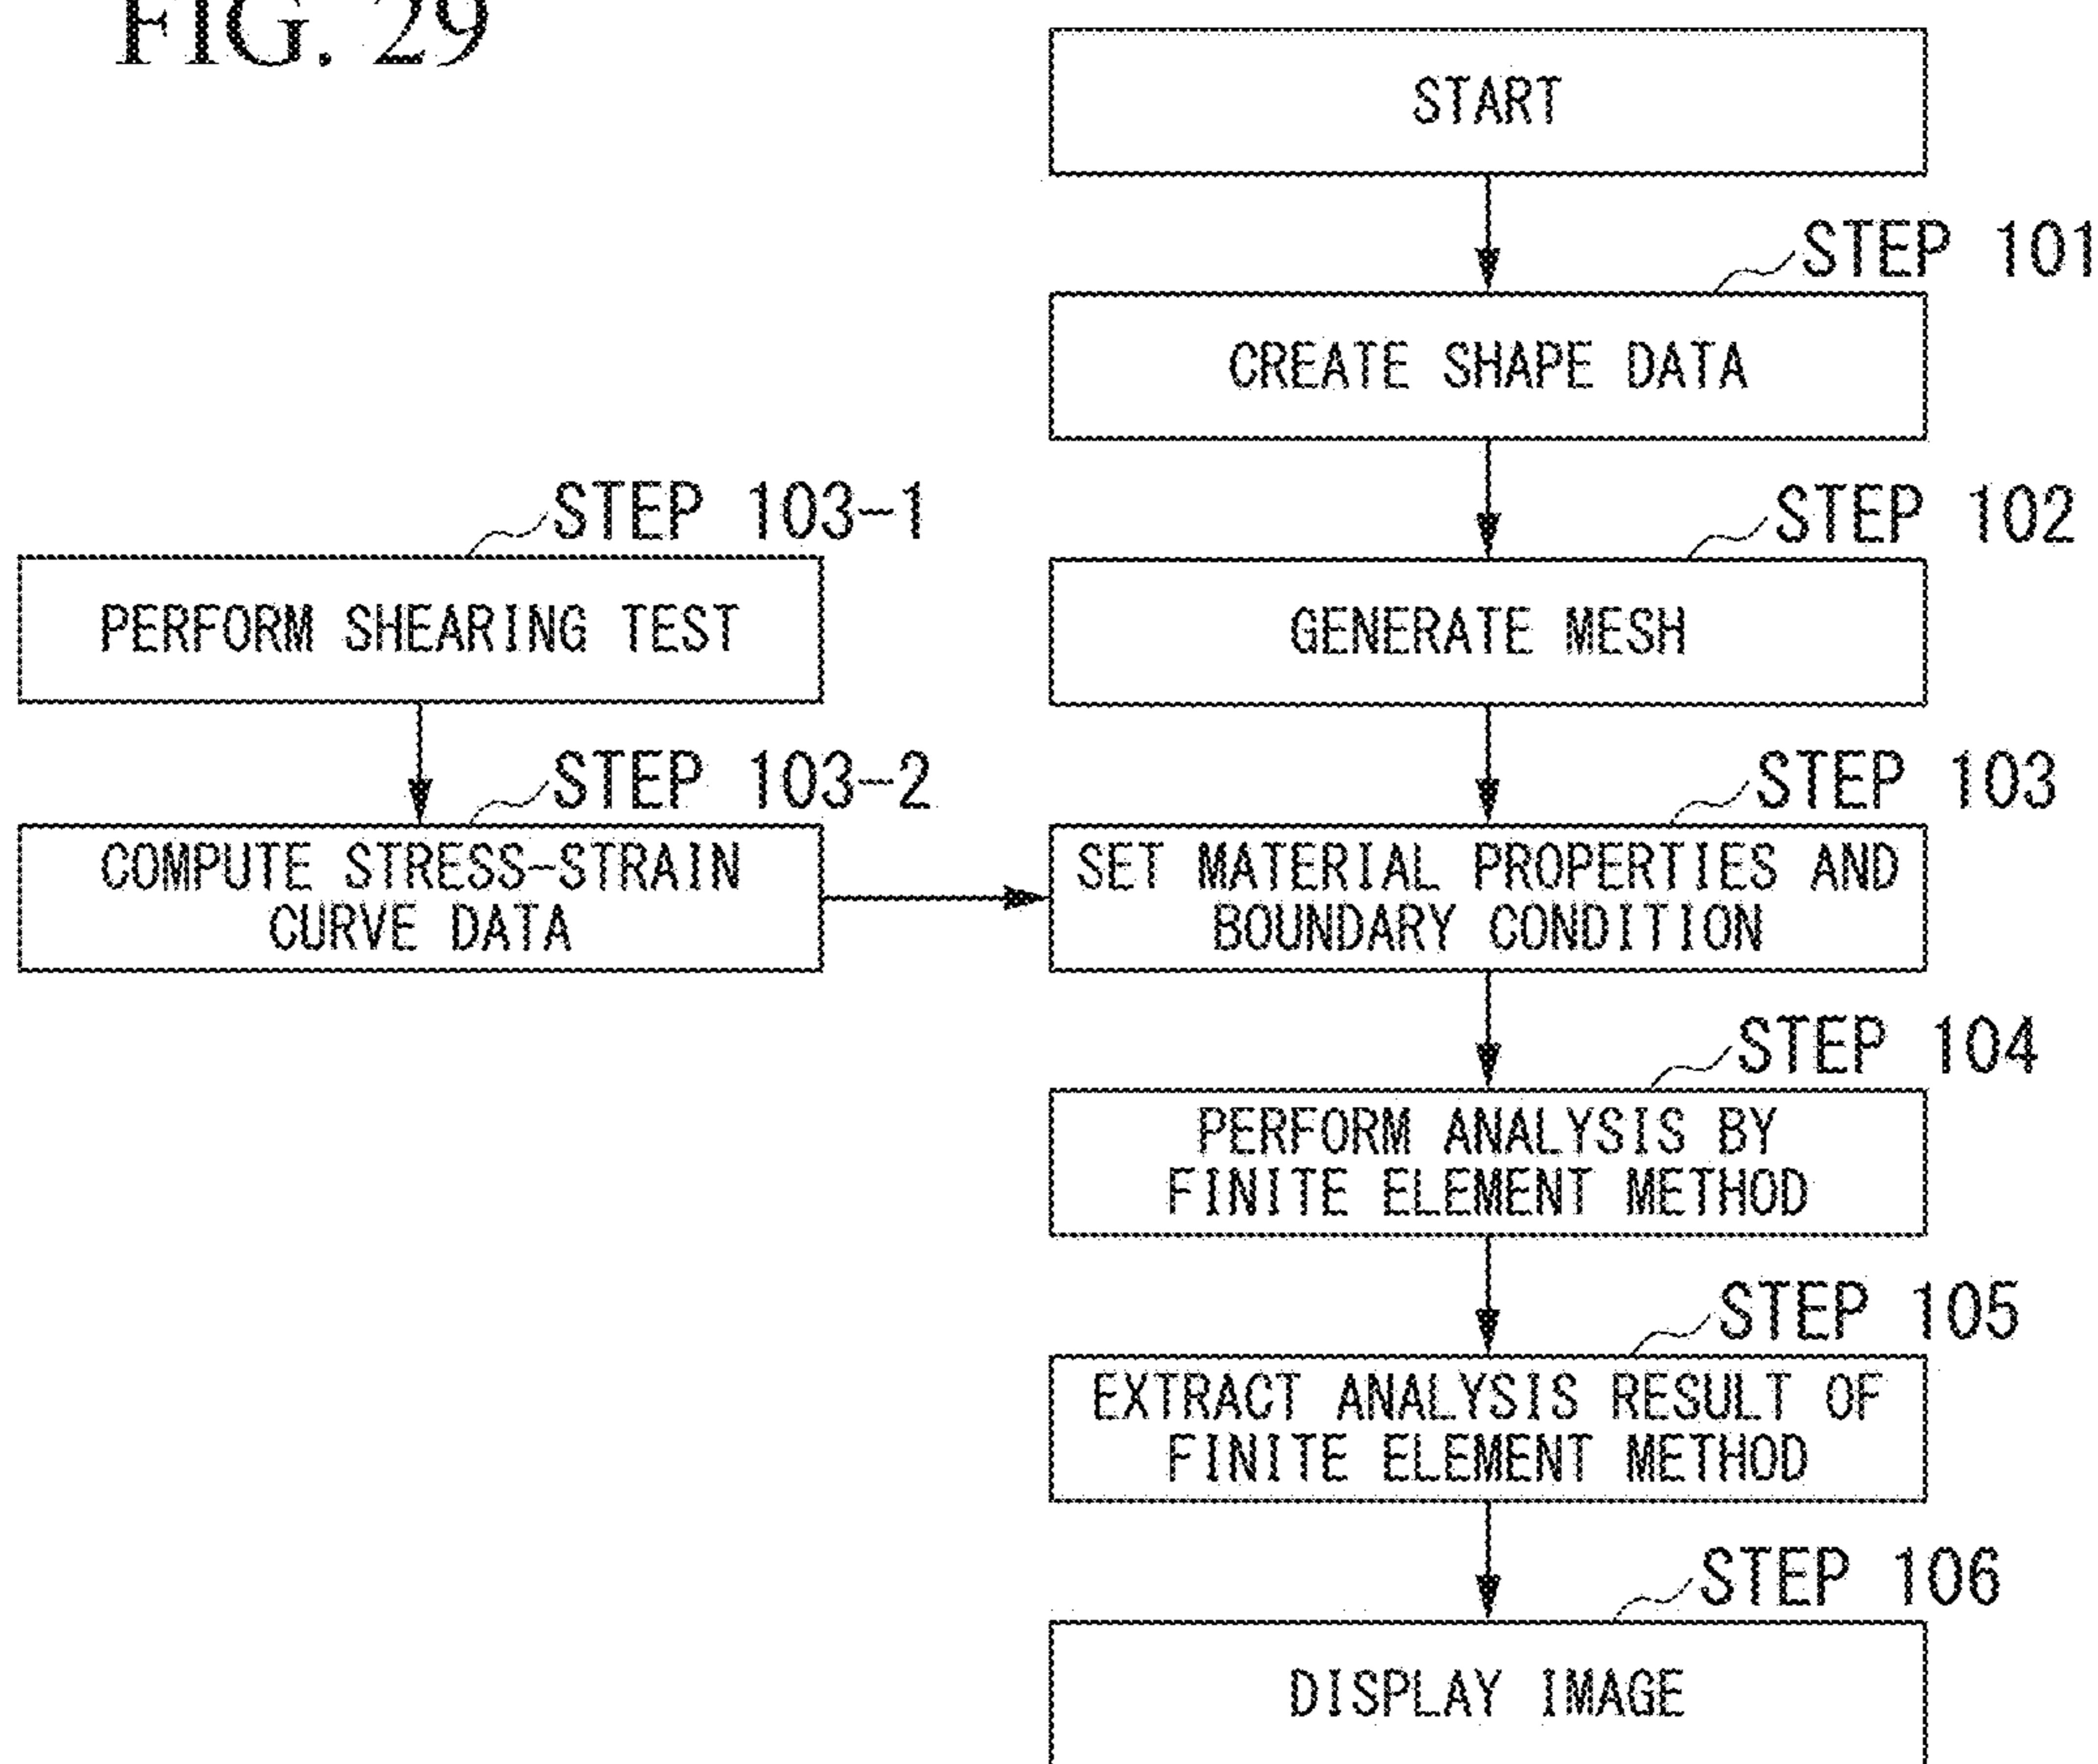 FIG. 29
START
STEP 101
CREATE SHAPE DATA
STEP 102
GENERATE MESH
STEP 103-1
PERFORM SHEARING TEST
STEP 103-2
COMPUTE STRESS-STRAIN
CURVE DATA
STEP 103
SET MATERIAL PROPERTIES AND
BOUNDARY CONDITION
STEP 104
PERFORM ANALYSIS BY
FINITE ELEMENT METHOD
STEP 105
EXTRACT ANALYSIS RESULT OF
FINITE ELEMENT METHOD
STEP 106
DISPLAY IMAGE